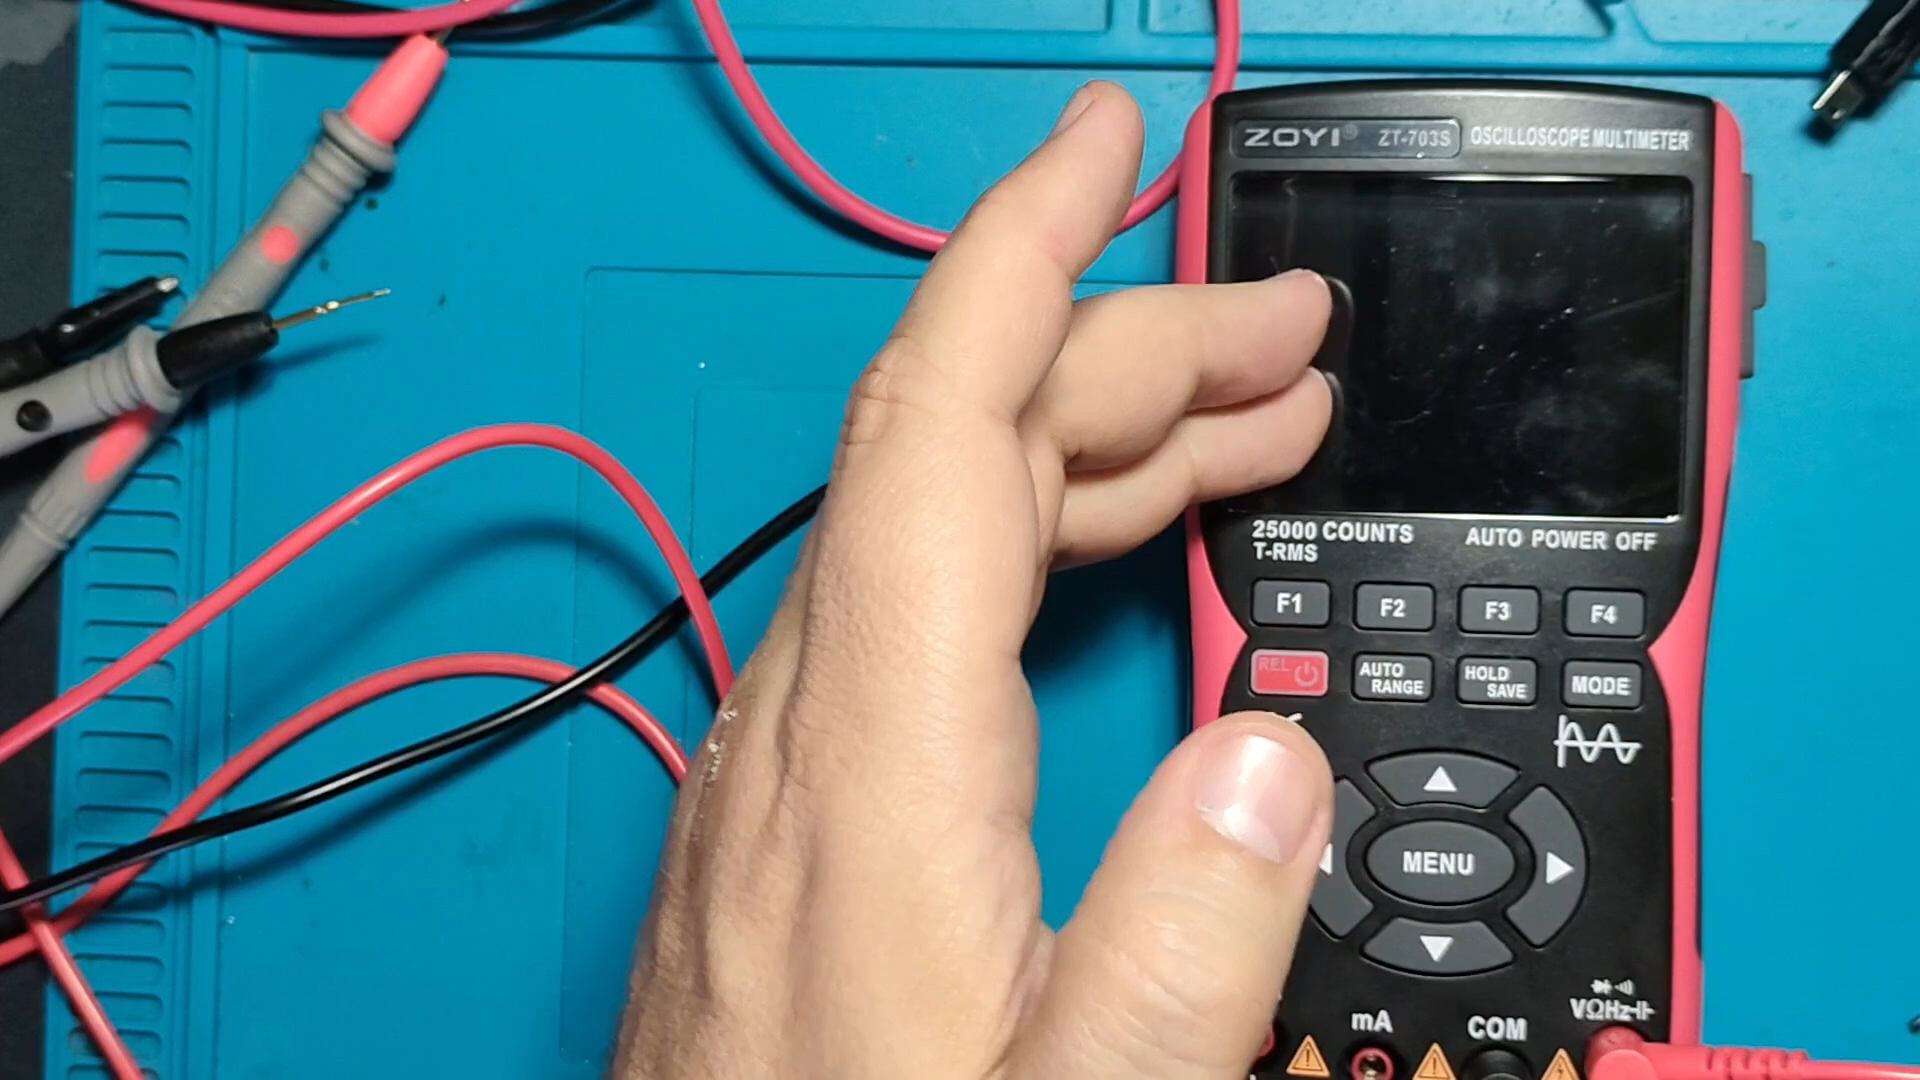 ZOYI® ZT-703S OSCILLOSCOPE MULTIMETER
25000 COUNTS
T-RMS
AUTO POWER OFF
F1 F2 F3 F4
REL
AUTO
RANGE
HOLD
SAVE
MODE
MENU
mA
COM
VΩHz